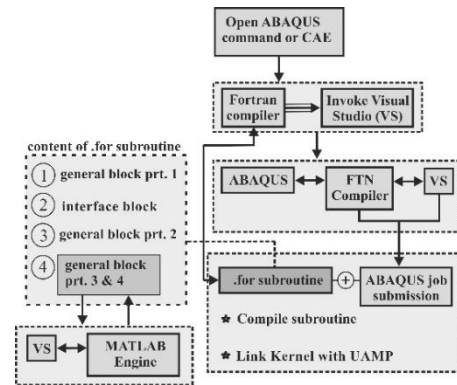 Open ABAQUS
command or CAE
Fortran
compiler
Invoke Visual
Studio (VS)
content of .for subroutine
1 general block prt. 1
2 interface block
3 general block prt. 2
4 general block
prt. 3 & 4
ABAQUS
FTN
Compiler
VS
.for subroutine
+
ABAQUS job
submission
★ Compile subroutine
★ Link Kernel with UAMP
VS
MATLAB
Engine